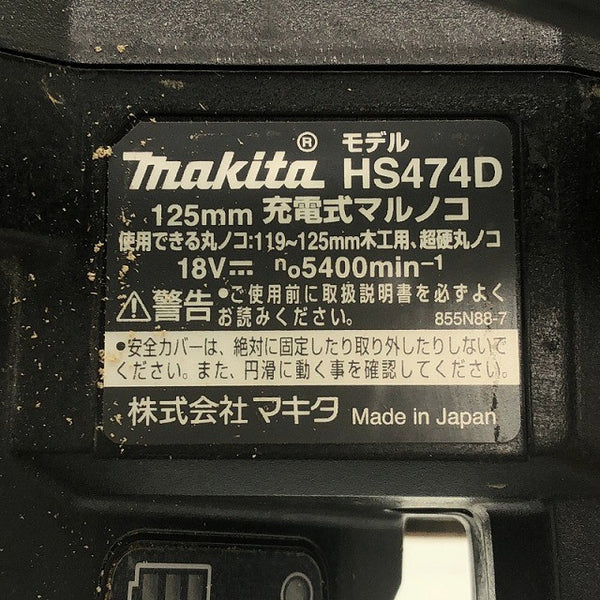 makita® モデル HS474D
125mm 充電式マルノコ
使用できる丸ノコ:119~125mm木工用、超硬丸ノコ
18V⎓ n₀5400min⁻¹
⚠警告 •ご使用前に取扱説明書を必ずよく
お読みください。 855N88-7
•安全カバーは、絶対に固定したり取り外したりしないで
ください。また、円滑に動く事を確認してください。
株式会社マキタ Made in Japan